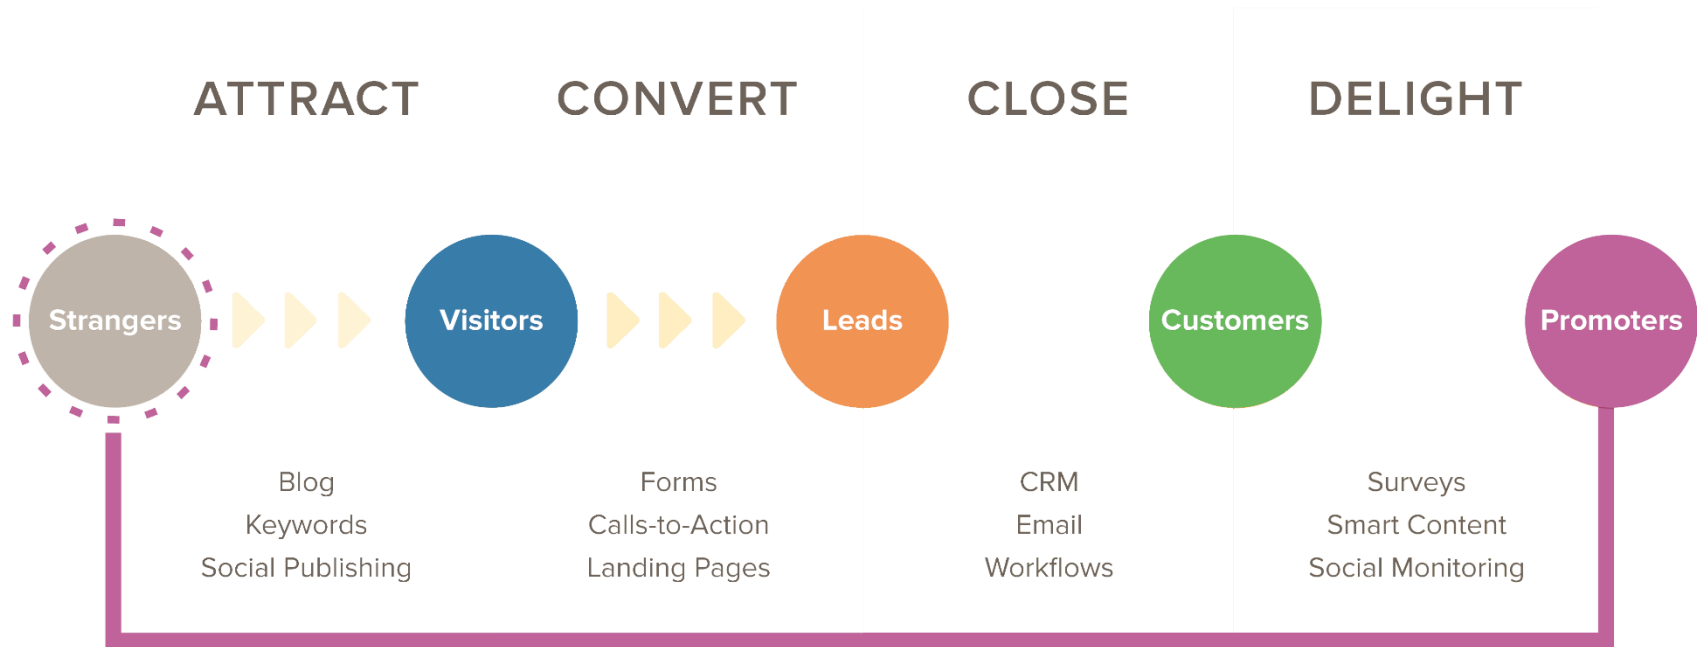 ATTRACT
CONVERT
CLOSE
DELIGHT
Strangers
Visitors
Leads
Customers
Promoters
Blog
Keywords
Social Publishing
Forms
Calls-to-Action
Landing Pages
CRM
Email
Workflows
Surveys
Smart Content
Social Monitoring